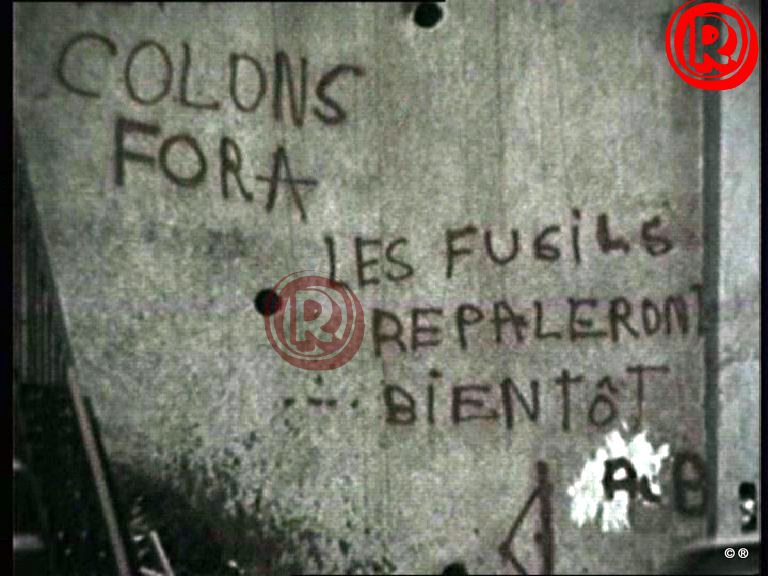 COLONS
FORA
LES FUSILS
REPALERONT
... BIENTÔT
R
R
© ®